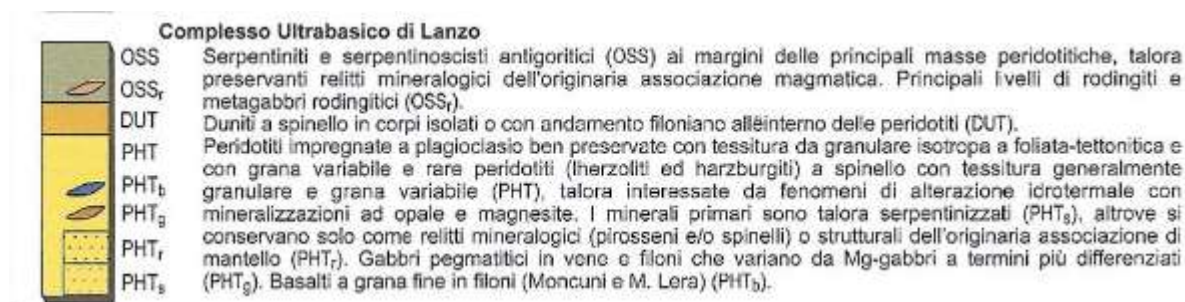 Complesso Ultrabasico di Lanzo
OSS Serpentiniti e serpentinoscisti antigoritici (OSS) ai margini delle principali masse peridotitiche, talora
preservanti relitti mineralogici dell'originaria associazione magmatica. Principali livelli di rodingiti e
OSSr metagabbri rodingitici (OSSr).
DUT Duniti a spinello in corpi isolati o con andamento filoniano allëinterno delle peridotiti (DUT).
PHT Peridotiti impregnate a plagioclasio ben preservate con tessitura da granulare isotropa a foliata-tettonitica e
con grana variabile e rare peridotiti (lherzoliti ed harzburgiti) a spinello con tessitura generalmente
PHTb granulare e grana variabile (PHT), talora interessate da fenomeni di alterazione idrotermale con
PHTg mineralizzazioni ad opale e magnesite. I minerali primari sono talora serpentinizzati (PHTs), altrove si
conservano solo come relitti mineralogici (pirosseni e/o spinelli) o strutturali dell'originaria associazione di
PHTr mantello (PHTr). Gabbri pegmatitici in vene e filoni che variano da Mg-gabbri a termini più differenziati
PHTs (PHTg). Basalti a grana fine in filoni (Moncuni e M. Lera) (PHTb).